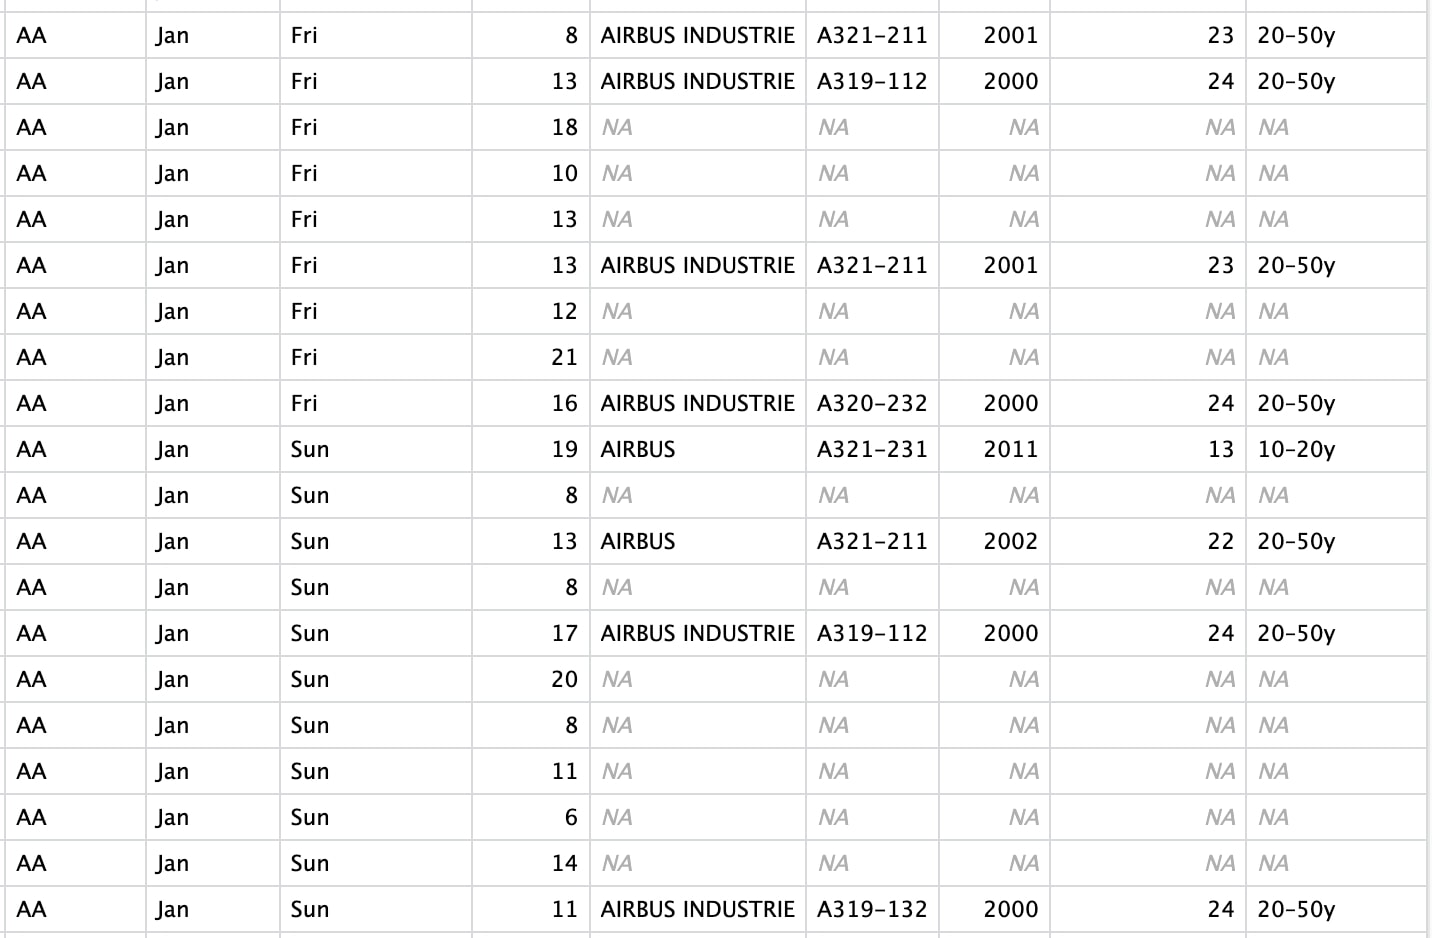 AA Jan Fri 8 AIRBUS INDUSTRIE A321-211 2001 23 20-50y
AA Jan Fri 13 AIRBUS INDUSTRIE A319-112 2000 24 20-50y
AA Jan Fri 18 NA NA NA NA NA
AA Jan Fri 10 NA NA NA NA NA
AA Jan Fri 13 NA NA NA NA NA
AA Jan Fri 13 AIRBUS INDUSTRIE A321-211 2001 23 20-50y
AA Jan Fri 12 NA NA NA NA NA
AA Jan Fri 21 NA NA NA NA NA
AA Jan Fri 16 AIRBUS INDUSTRIE A320-232 2000 24 20-50y
AA Jan Sun 19 AIRBUS A321-231 2011 13 10-20y
AA Jan Sun 8 NA NA NA NA NA
AA Jan Sun 13 AIRBUS A321-211 2002 22 20-50y
AA Jan Sun 8 NA NA NA NA NA
AA Jan Sun 17 AIRBUS INDUSTRIE A319-112 2000 24 20-50y
AA Jan Sun 20 NA NA NA NA NA
AA Jan Sun 8 NA NA NA NA NA
AA Jan Sun 11 NA NA NA NA NA
AA Jan Sun 6 NA NA NA NA NA
AA Jan Sun 14 NA NA NA NA NA
AA Jan Sun 11 AIRBUS INDUSTRIE A319-132 2000 24 20-50y